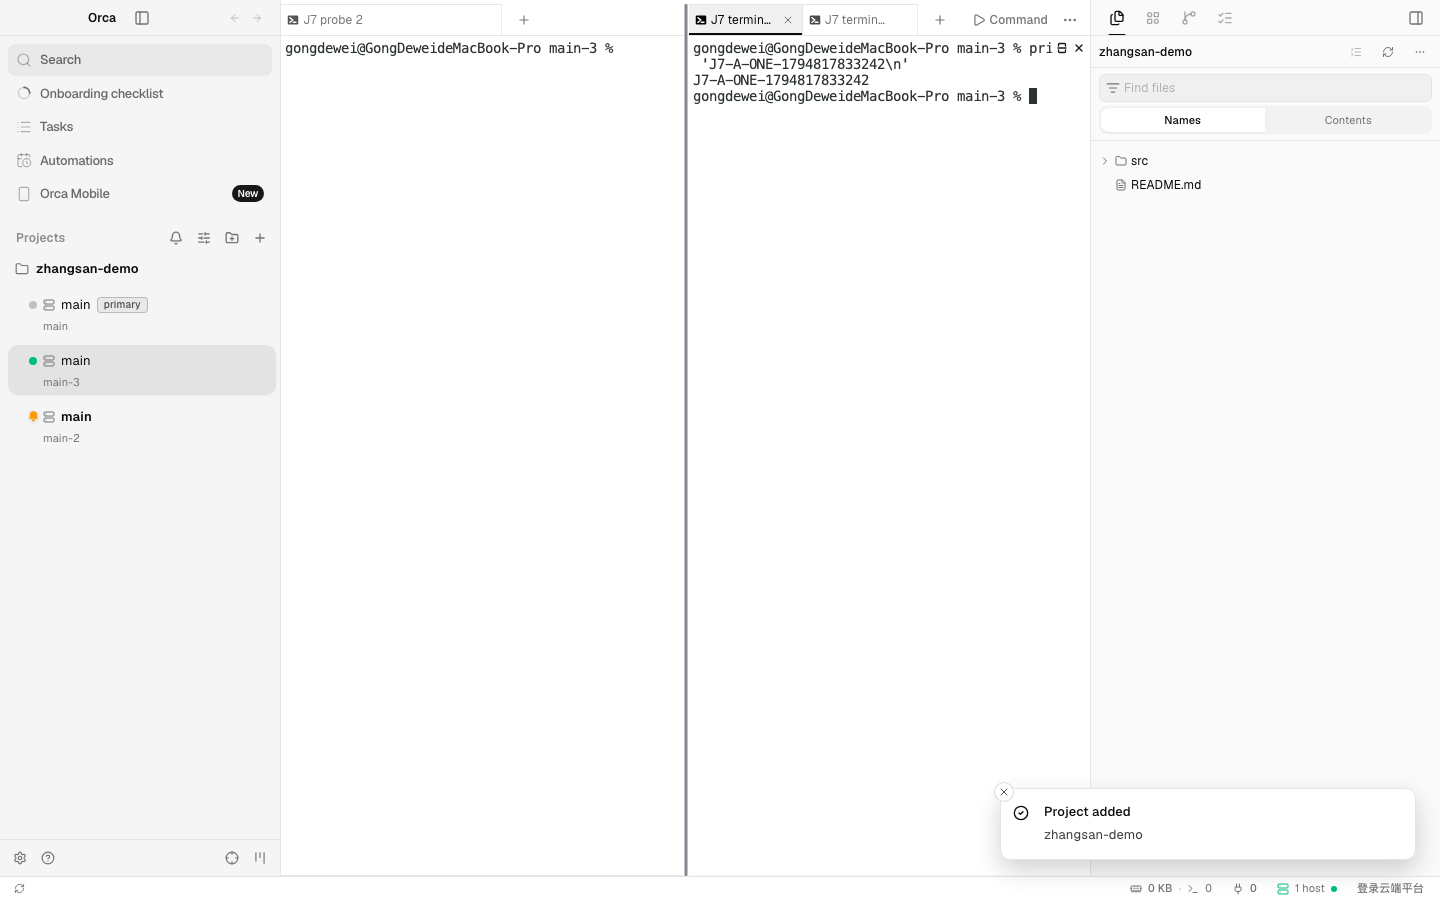 Orca
Search
Onboarding checklist
Tasks
Automations
Orca Mobile
New
Projects
zhangsan-demo
main primary
main
main
main-3
main
main-2
J7 probe 2
gongdewei@GongDeweideMacBook-Pro main-3 %
J7 termin...
J7 termin...
Command
gongdewei@GongDeweideMacBook-Pro main-3 % pri
'J7-A-ONE-1794817833242\n'
J7-A-ONE-1794817833242
gongdewei@GongDeweideMacBook-Pro main-3 %
zhangsan-demo
Find files
Names
Contents
src
README.md
Project added
zhangsan-demo
0 KB · 0
0
1 host
登录云端平台